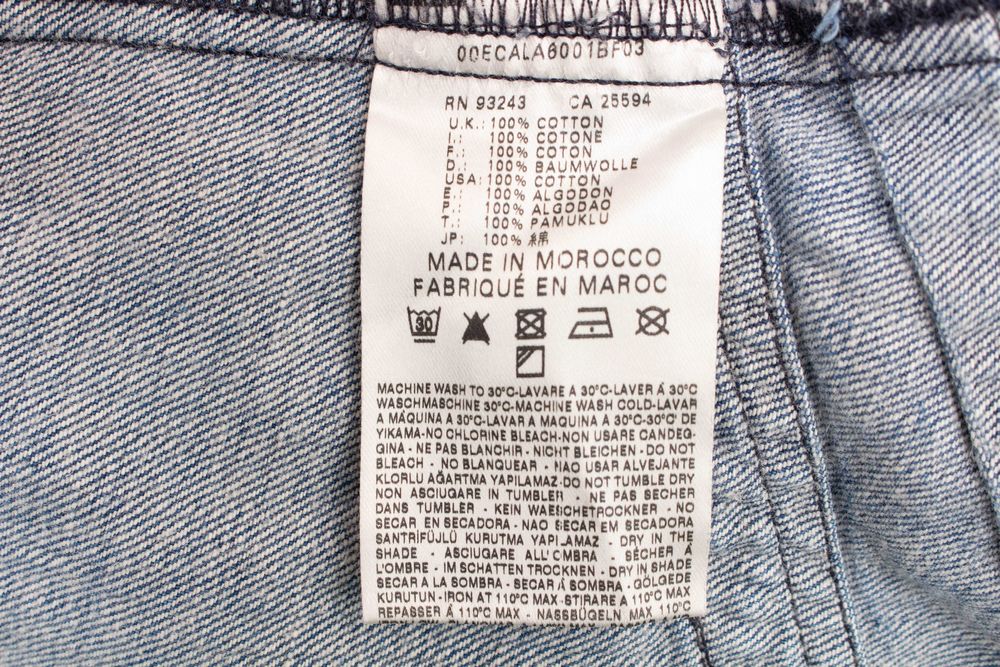 00ECALA6001BF03
RN 93243 CA 25594
U.K.: 100% COTTON
I.: 100% COTONE
F.: 100% COTON
D.: 100% BAUMWOLLE
USA: 100% COTTON
E.: 100% ALGODON
P.: 100% ALGODAO
T.: 100% PAMUKLU
JP: 100% 綿
MADE IN MOROCCO
FABRIQUÉ EN MAROC
30
MACHINE WASH TO 30°C-LAVARE A 30°C-LAVER Á 30°C
WASCHMASCHINE 30°C-MACHINE WASH COLD-LAVAR
A MÁQUINA A 30°C-LAVAR A MAQUINA A 30°C-30°C' DE
YIKAMA-NO CHLORINE BLEACH-NON USARE CANDEG-
GINA - NE PAS BLANCHIR - NICHT BLEICHEN - DO NOT
BLEACH - NO BLANQUEAR - NAO USAR ALVEJANTE
KLORLU AĞARTMA YAPILAMAZ-DO NOT TUMBLE DRY
NON ASCIUGARE IN TUMBLER - NE PAS SECHER
DANS TUMBLER - KEIN WAESCHETROCKNER - NO
SECAR EN SECADORA - NAO SECAR EM SECADORA
SANTRİFÜJLÜ KURUTMA YAPILAMAZ - DRY IN THE
SHADE - ASCIUGARE ALL'OMBRA - SÉCHER Á
L'OMBRE - IM SCHATTEN TROCKNEN - DRY IN SHADE
SECAR A LA SOMBRA - SECAR Á SOMBRA - GÖLGEDE
KURUTUN-IRON AT 110°C MAX-STIRARE A 110°C MAX
REPASSER Á 110°C MAX - NASSBÜGELN MAX 110°C